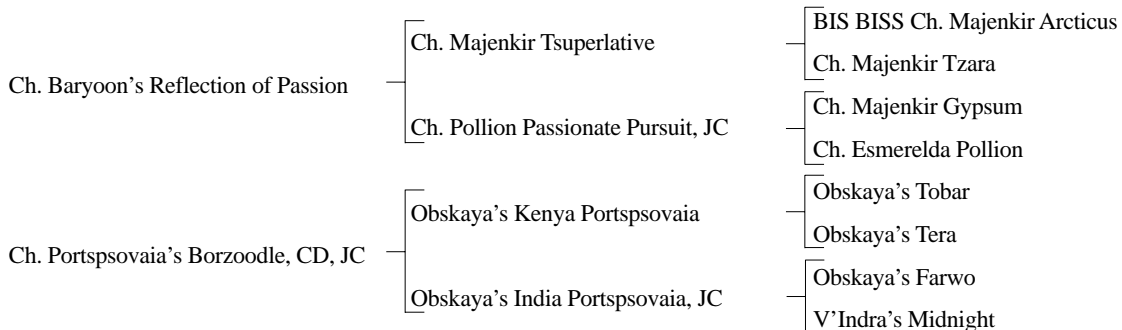 BIS BISS Ch. Majenkir Arcticus
Ch. Majenkir Tsuperlative
Ch. Majenkir Tzara
Ch. Baryoon’s Reflection of Passion
Ch. Majenkir Gypsum
Ch. Pollion Passionate Pursuit, JC
Ch. Esmerelda Pollion
Obskaya’s Tobar
Obskaya’s Kenya Portspsovaia
Obskaya’s Tera
Ch. Portspsovaia’s Borzoodle, CD, JC
Obskaya’s Farwo
Obskaya’s India Portspsovaia, JC
V’Indra’s Midnight